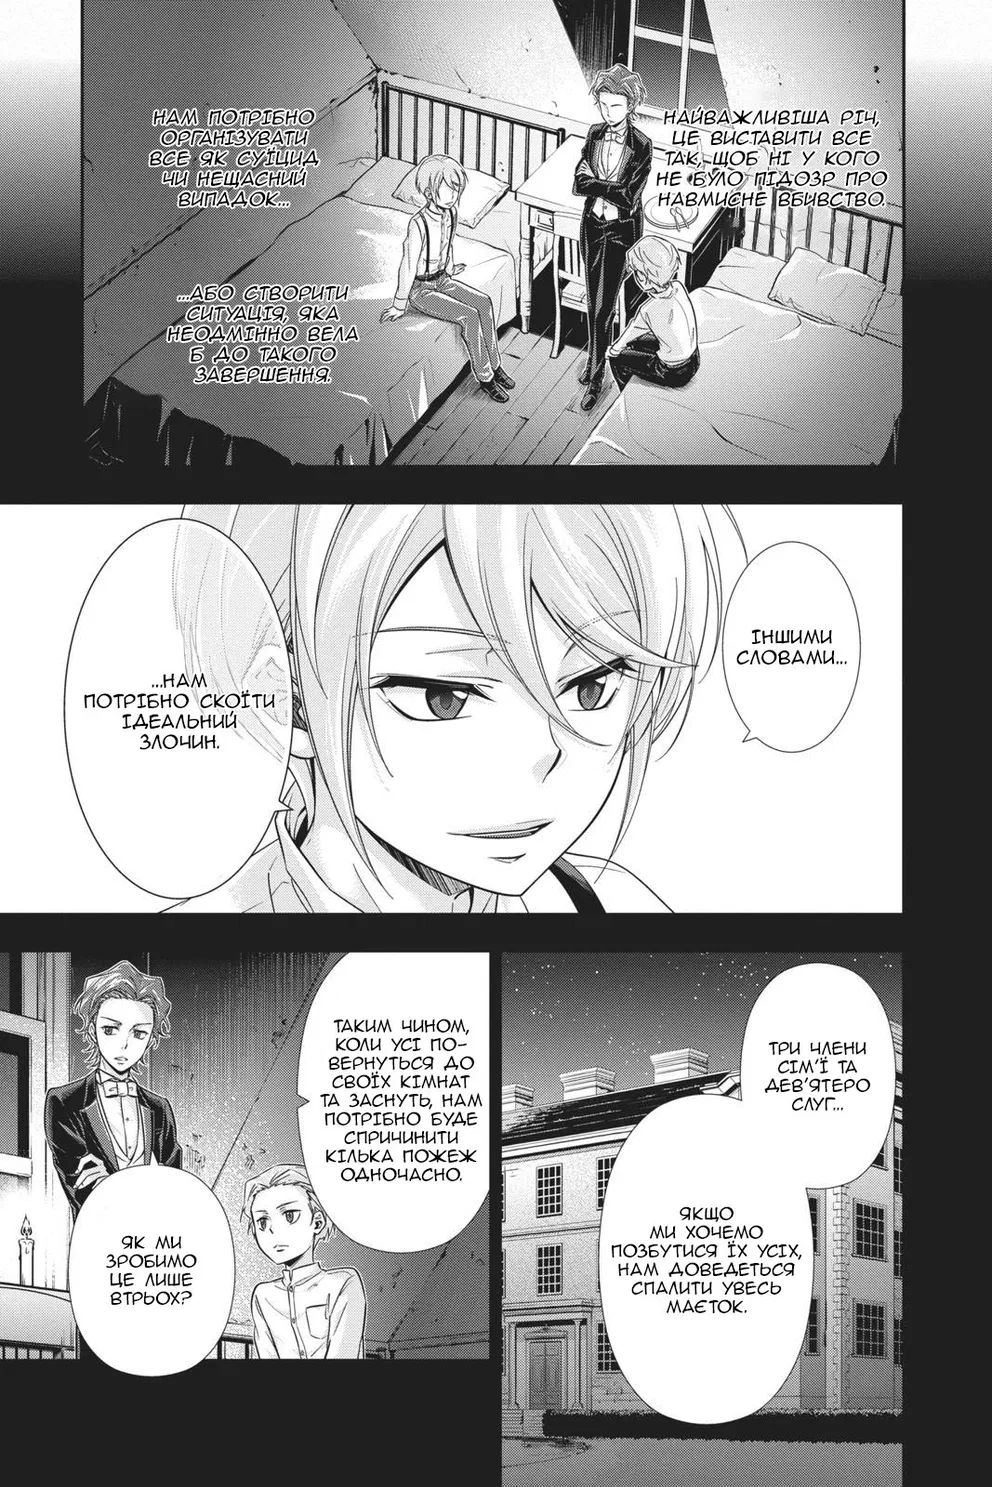 НАЙВАЖЛИВІША РІЧ,
ЦЕ ВИСТАВИТИ ВСЕ
ТАК, ЩОБ НІ У КОГО
НЕ БУЛО ПІДОЗР ПРО
НАВМИСНЕ ВБИВСТВО.
НАМ ПОТРІБНО
ОРГАНІЗУВАТИ
ВСЕ ЯК СУЇЦИД
ЧИ НЕЩАСНИЙ
ВИПАДОК...
...АБО СТВОРИТИ
СИТУАЦІЯ, ЯКА
НЕОДМІННО ВЕЛА
Б ДО ТАКОГО
ЗАВЕРШЕННЯ.
ІНШИМИ
СЛОВАМИ...
...НАМ
ПОТРІБНО СКОЇТИ
ІДЕАЛЬНИЙ
ЗЛОЧИН.
ТРИ ЧЛЕНИ
СІМ'Ї ТА
ДЕВ'ЯТЕРО
СЛУГ...
ЯКЩО
МИ ХОЧЕМО
ПОЗБУТИСЯ ЇХ УСІХ,
НАМ ДОВЕДЕТЬСЯ
СПАЛИТИ УВЕСЬ
МАЄТОК.
ТАКИМ ЧИНОМ,
КОЛИ УСІ ПО-
ВЕРНУТЬСЯ ДО
СВОЇХ КІМНАТ
ТА ЗАСНУТЬ, НАМ
ПОТРІБНО БУДЕ
СПРИЧИНИТИ
КІЛЬКА ПОЖЕЖ
ОДНОЧАСНО.
ЯК МИ
ЗРОБИМО
ЦЕ ЛИШЕ
ВТРЬОХ?